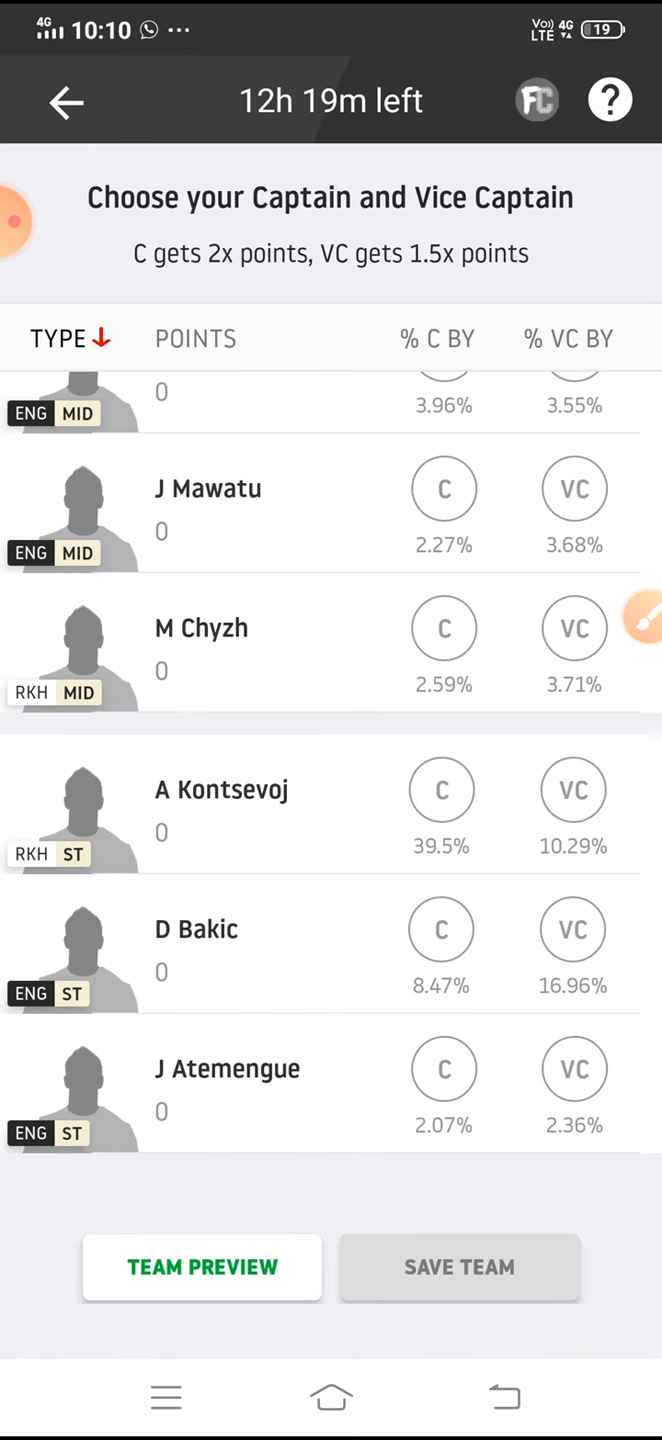 4G 10:10 ... Vo)) LTE 4G 19
12h 19m left FC ?
Choose your Captain and Vice Captain
C gets 2x points, VC gets 1.5x points
TYPE POINTS % C BY % VC BY
0
ENG MID 3.96% 3.55%
J Mawatu C VC
0
ENG MID 2.27% 3.68%
M Chyzh C VC
0
RKH MID 2.59% 3.71%
A Kontsevoj C VC
0
RKH ST 39.5% 10.29%
D Bakic C VC
0
ENG ST 8.47% 16.96%
J Atemengue C VC
0
ENG ST 2.07% 2.36%
TEAM PREVIEW SAVE TEAM